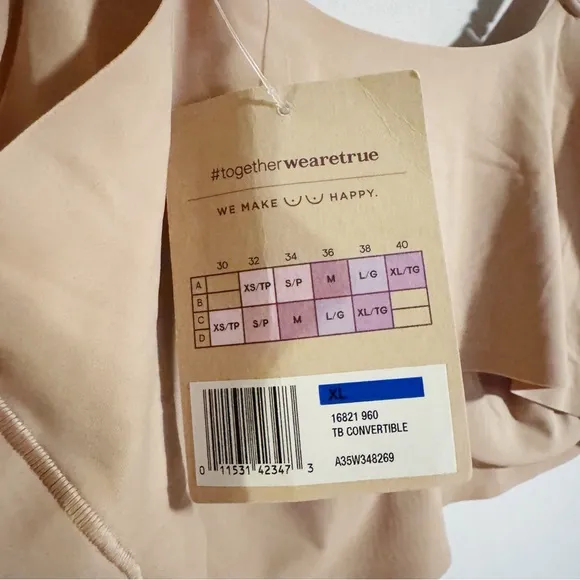 #togetherwearetrue
WE MAKE HAPPY.
30 32 34 36 38 40
A
B
XS/TP S/P M L/G XL/TG
C
D
XS/TP S/P M L/G XL/TG
XL
16821 960
TB CONVERTIBLE
A35W348269
0 11531 42347 3